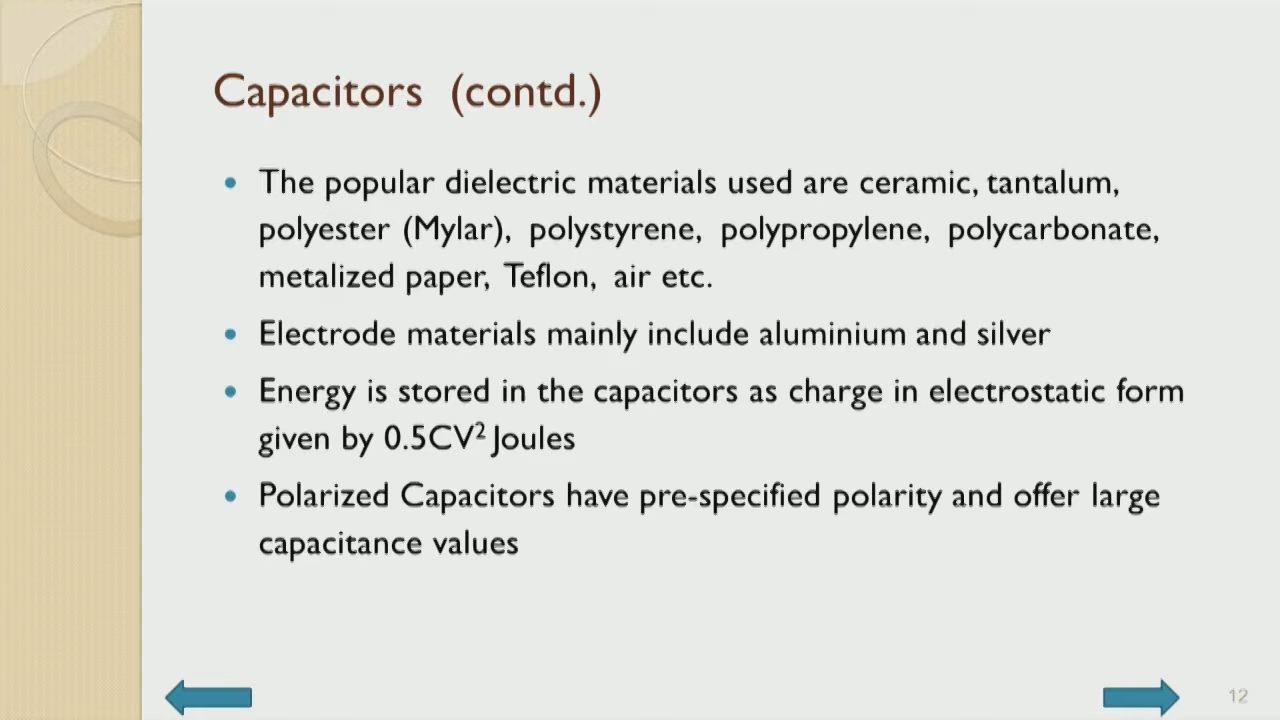 Capacitors (contd.)
• The popular dielectric materials used are ceramic, tantalum,
polyester (Mylar), polystyrene, polypropylene, polycarbonate,
metalized paper, Teflon, air etc.
• Electrode materials mainly include aluminium and silver
• Energy is stored in the capacitors as charge in electrostatic form
given by 0.5CV² Joules
• Polarized Capacitors have pre-specified polarity and offer large
capacitance values
12